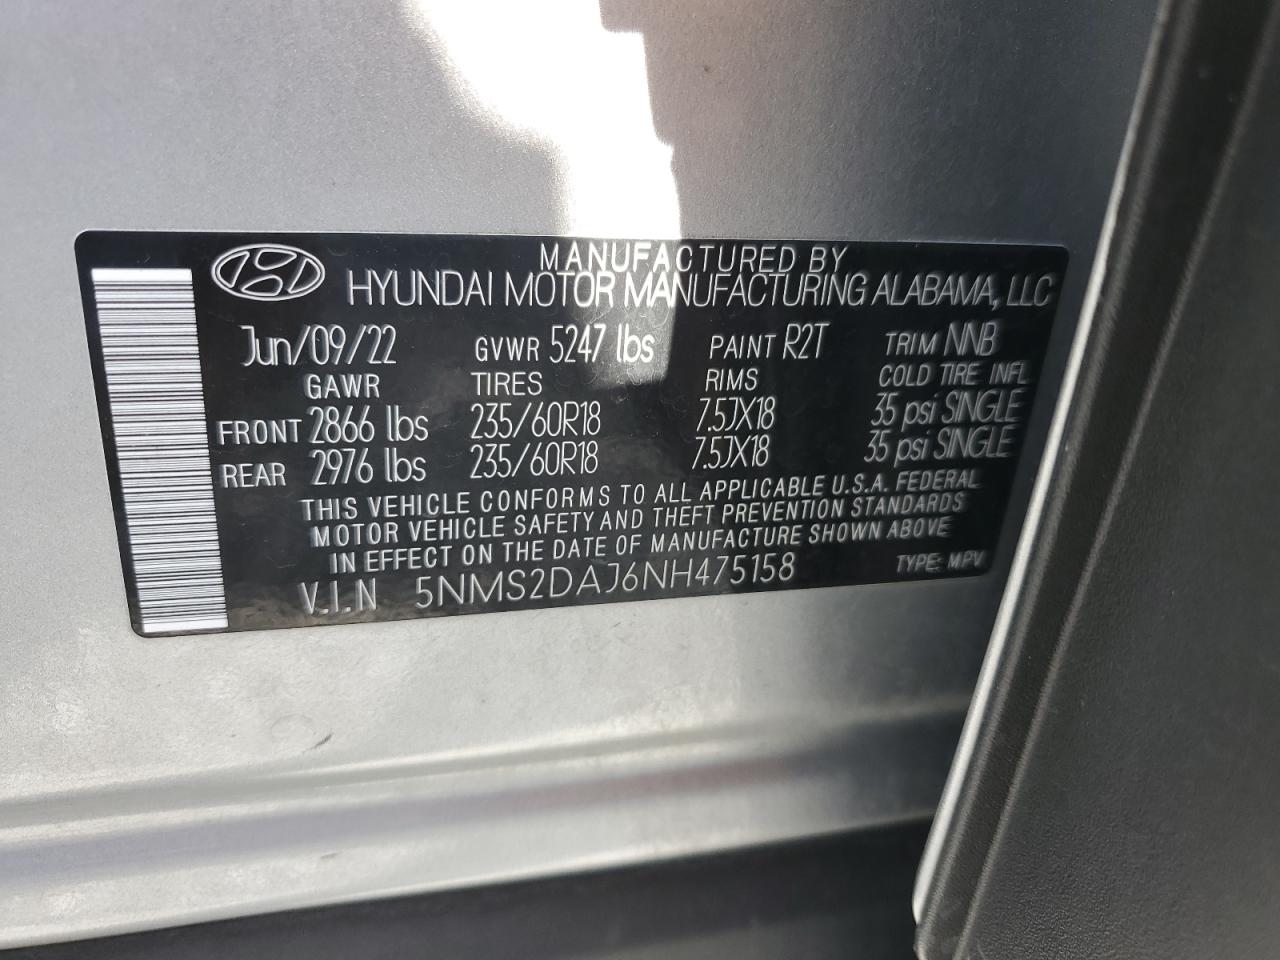 MANUFACTURED BY
HYUNDAI MOTOR MANUFACTURING ALABAMA, LLC
Jun/09/22 GVWR 5247 lbs PAINT R2T TRIM NNB
GAWR TIRES RIMS COLD TIRE INFL
FRONT 2866 lbs 235/60R18 7.5JX18 35 psi SINGLE
REAR 2976 lbs 235/60R18 7.5JX18 35 psi SINGLE
THIS VEHICLE CONFORMS TO ALL APPLICABLE U.S.A. FEDERAL
MOTOR VEHICLE SAFETY AND THEFT PREVENTION STANDARDS
IN EFFECT ON THE DATE OF MANUFACTURE SHOWN ABOVE
V.I.N 5NMS2DAJ6NH475158 TYPE: MPV